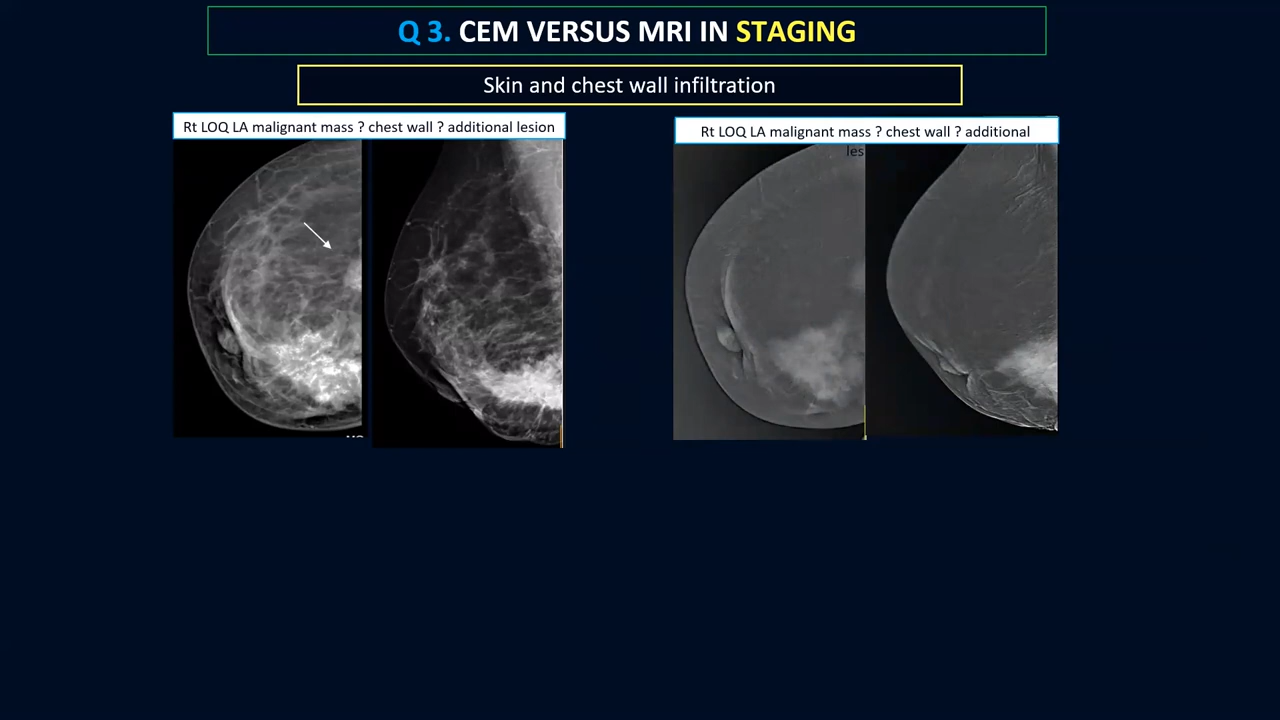 Q 3. CEM VERSUS MRI IN STAGING
Skin and chest wall infiltration
Rt LOQ LA malignant mass ? chest wall ? additional lesion
Rt LOQ LA malignant mass ? chest wall ? additional
les